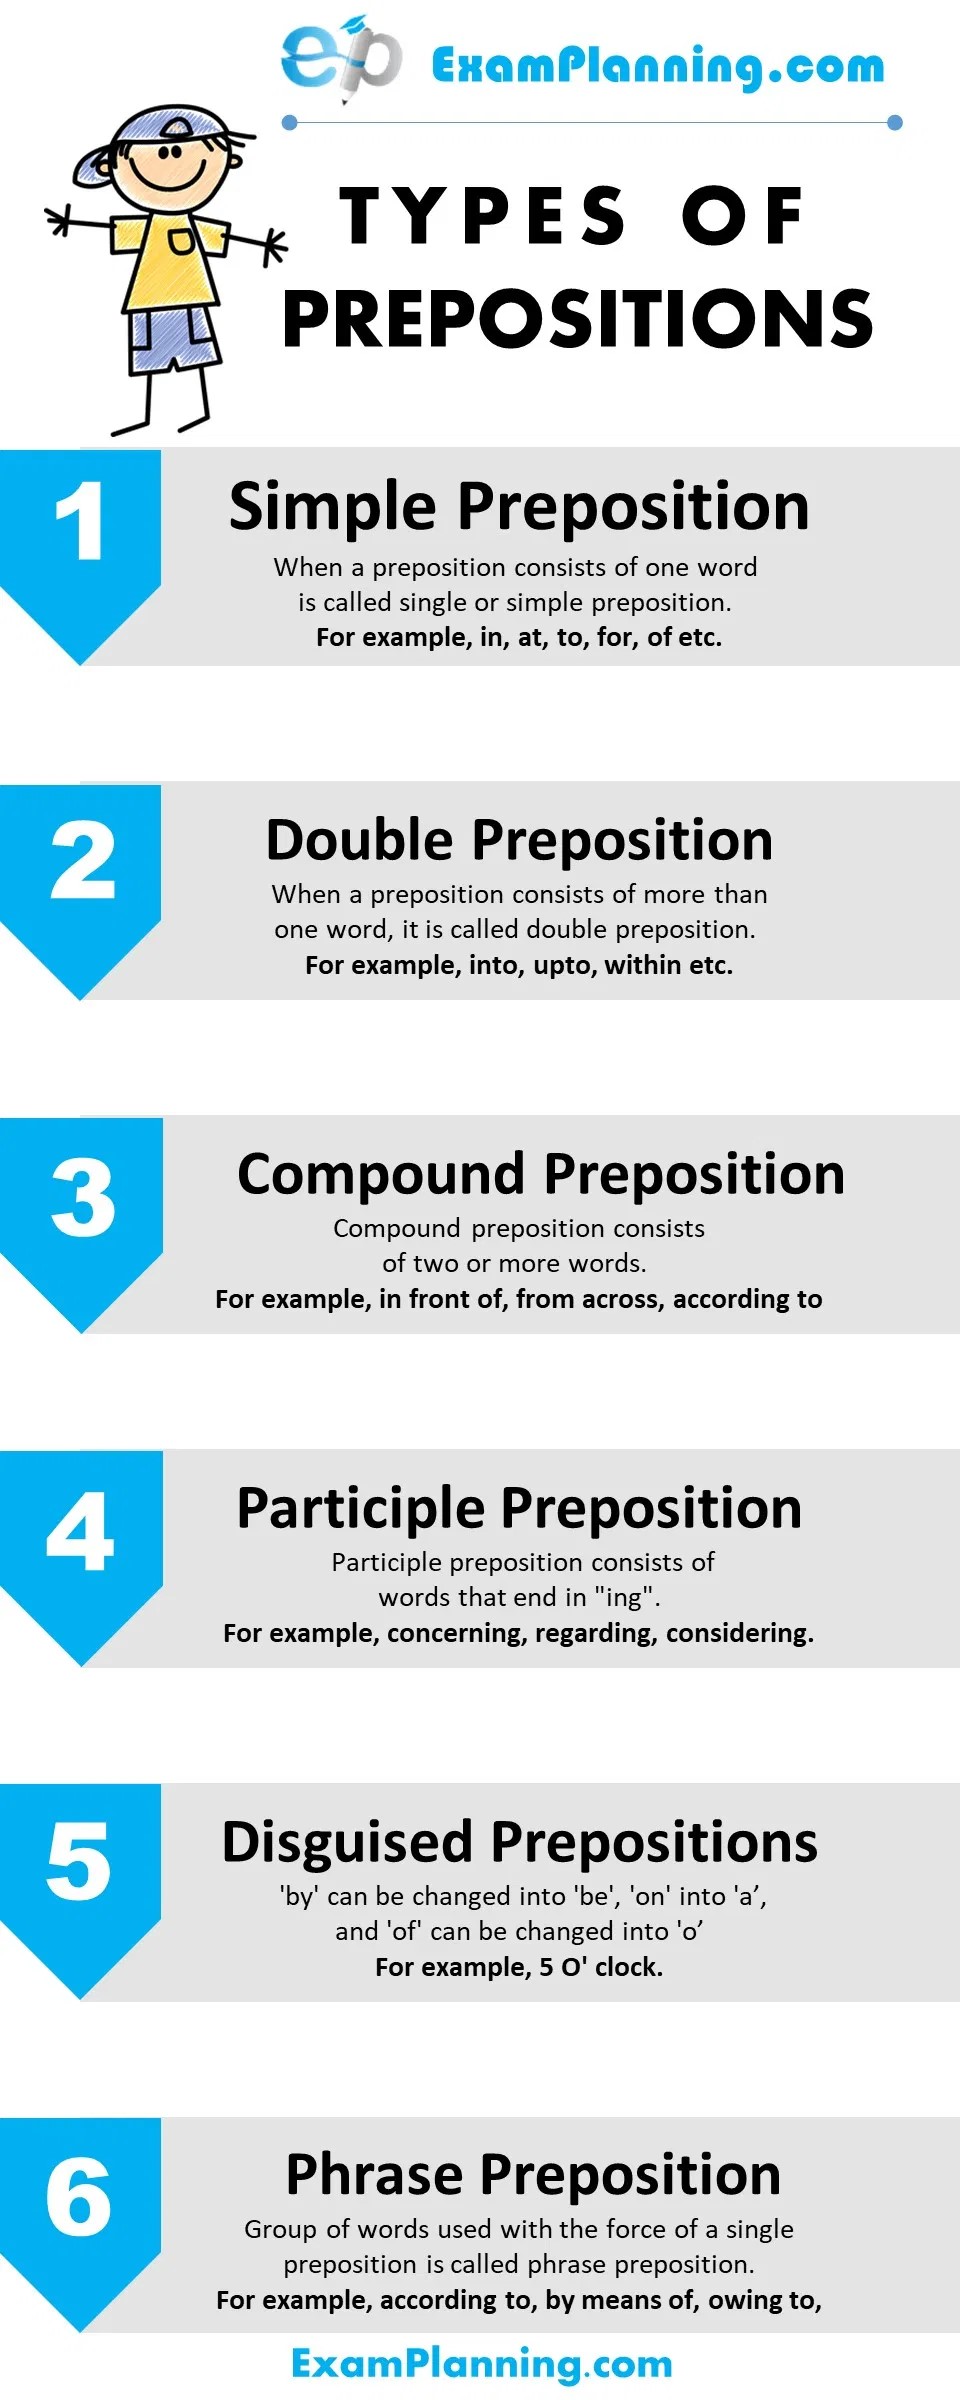 ep ExamPlanning.com
TYPES OF
PREPOSITIONS
1
Simple Preposition
When a preposition consists of one word
is called single or simple preposition.
For example, in, at, to, for, of etc.
2
Double Preposition
When a preposition consists of more than
one word, it is called double preposition.
For example, into, upto, within etc.
3
Compound Preposition
Compound preposition consists
of two or more words.
For example, in front of, from across, according to
4
Participle Preposition
Participle preposition consists of
words that end in "ing".
For example, concerning, regarding, considering.
5
Disguised Prepositions
'by' can be changed into 'be', 'on' into 'a’,
and 'of' can be changed into 'o’
For example, 5 O' clock.
6
Phrase Preposition
Group of words used with the force of a single
preposition is called phrase preposition.
For example, according to, by means of, owing to,
ExamPlanning.com